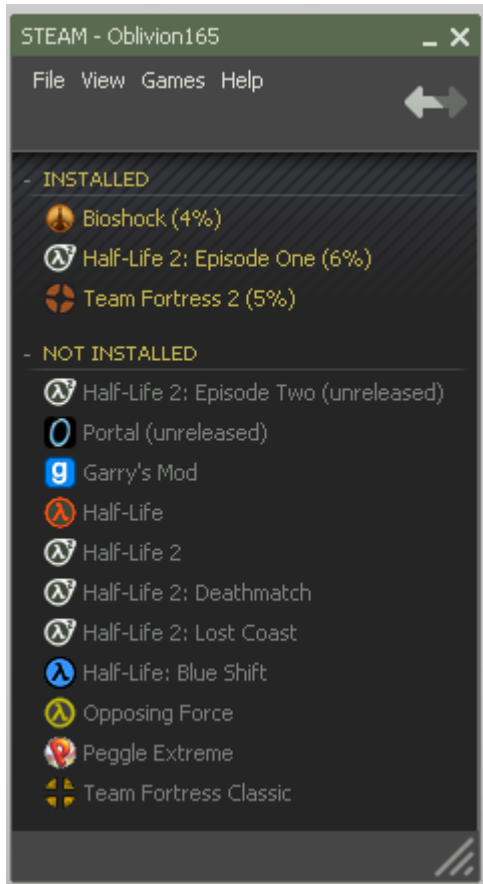 STEAM - Oblivion165
File View Games Help
- INSTALLED
Bioshock (4%)
Half-Life 2: Episode One (6%)
Team Fortress 2 (5%)
- NOT INSTALLED
Half-Life 2: Episode Two (unreleased)
Portal (unreleased)
Garry's Mod
Half-Life
Half-Life 2
Half-Life 2: Deathmatch
Half-Life 2: Lost Coast
Half-Life: Blue Shift
Opposing Force
Peggle Extreme
Team Fortress Classic